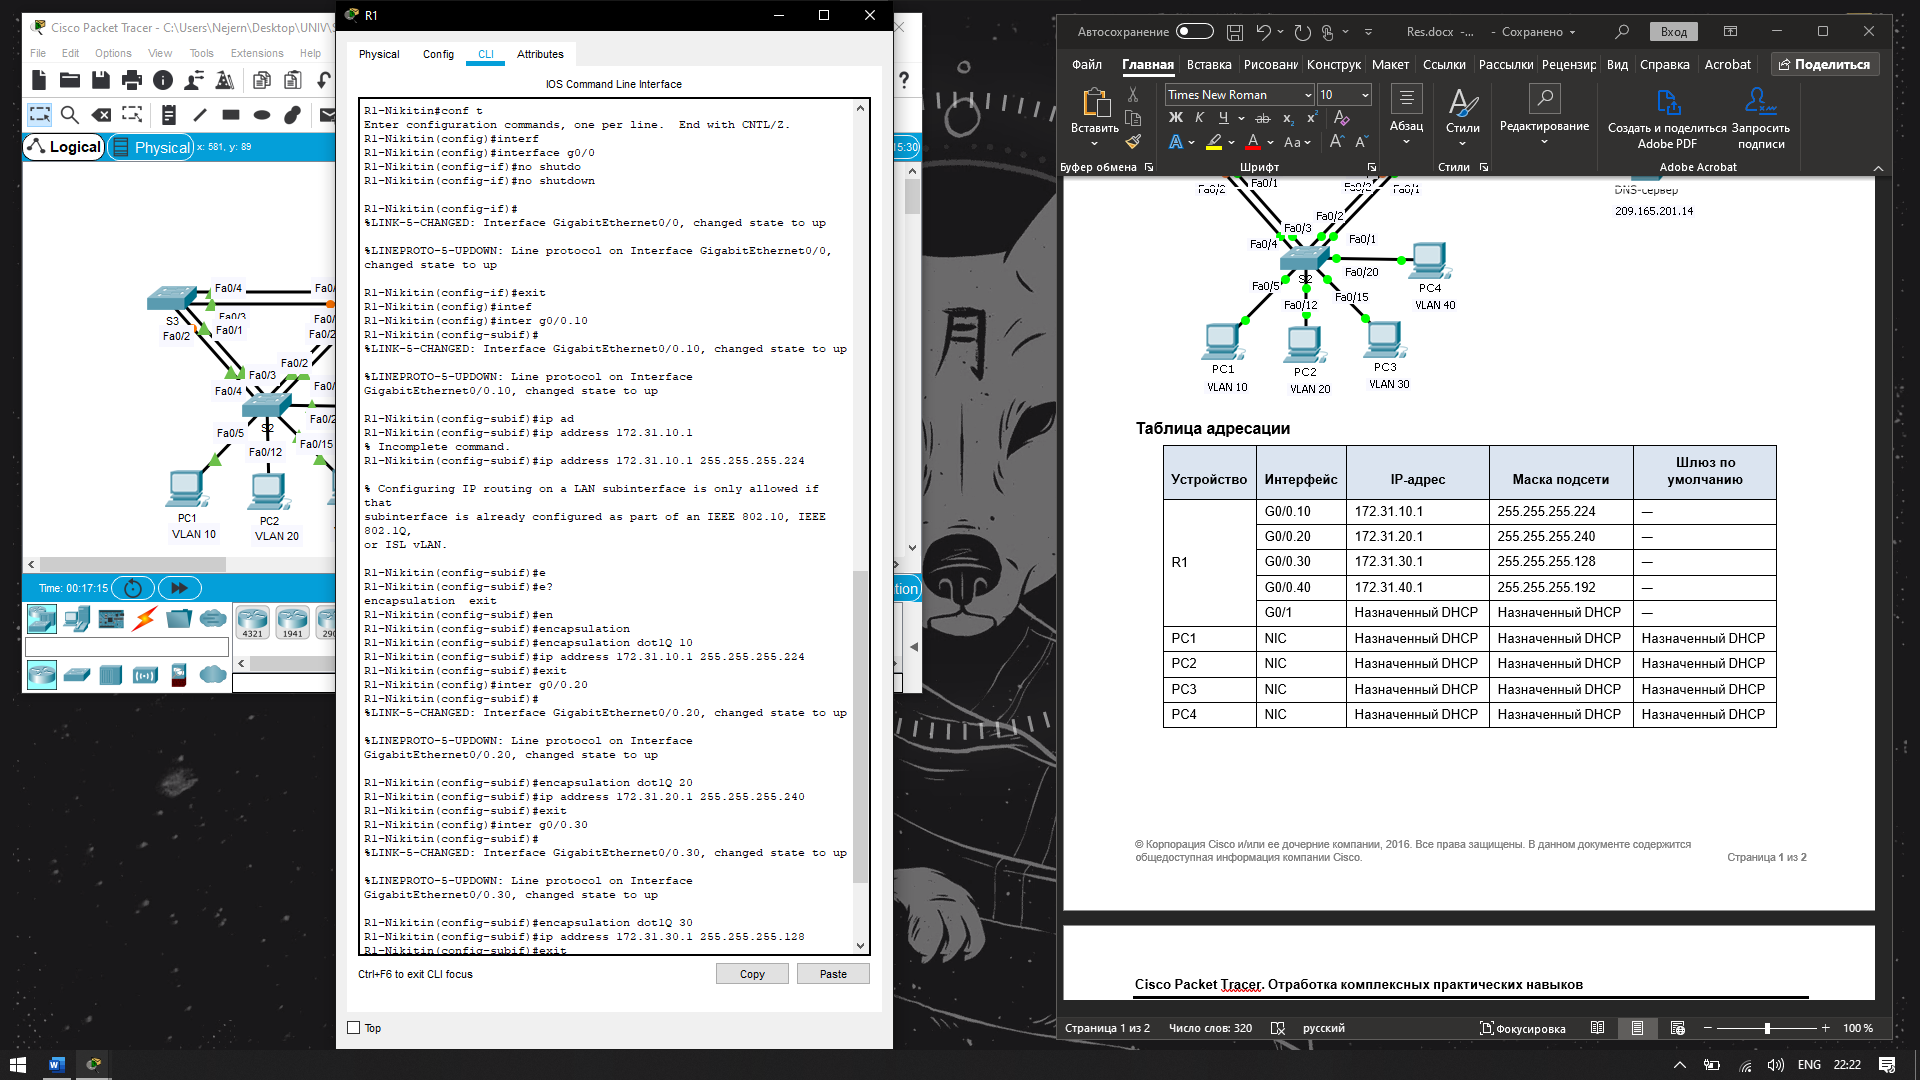 Cisco Packet Tracer - C:\Users\Nejern\Desktop\UNIV\
File Edit Options View Tools Extensions Help
Logical
Physical
x: 581, y: 89
15:30
Fa0/4
Fa0/
S3
Fa0/3
Fa0/
Fa0/1
Fa0/2
Fa0/2
Fa0/2
Fa0/3
Fa0/4
Fa0/
S2
Fa0/2
Fa0/5
Fa0/15
Fa0/12
PC1
VLAN 10
PC2
VLAN 20
Time: 00:17:15
4321
1941
290
R1
Physical Config CLI Attributes
IOS Command Line Interface
R1-Nikitin#conf t
Enter configuration commands, one per line.  End with CNTL/Z.
R1-Nikitin(config)#interf
R1-Nikitin(config)#interface g0/0
R1-Nikitin(config-if)#no shutdo
R1-Nikitin(config-if)#no shutdown
R1-Nikitin(config-if)#
%LINK-5-CHANGED: Interface GigabitEthernet0/0, changed state to up
%LINEPROTO-5-UPDOWN: Line protocol on Interface GigabitEthernet0/0,
changed state to up
R1-Nikitin(config-if)#exit
R1-Nikitin(config)#intef
R1-Nikitin(config)#inter g0/0.10
R1-Nikitin(config-subif)#
%LINK-5-CHANGED: Interface GigabitEthernet0/0.10, changed state to up
%LINEPROTO-5-UPDOWN: Line protocol on Interface
GigabitEthernet0/0.10, changed state to up
R1-Nikitin(config-subif)#ip ad
R1-Nikitin(config-subif)#ip address 172.31.10.1
% Incomplete command.
R1-Nikitin(config-subif)#ip address 172.31.10.1 255.255.255.224
% Configuring IP routing on a LAN subinterface is only allowed if
that
subinterface is already configured as part of an IEEE 802.10, IEEE
802.1Q,
or ISL vLAN.
R1-Nikitin(config-subif)#e
R1-Nikitin(config-subif)#e?
encapsulation  exit
R1-Nikitin(config-subif)#en
R1-Nikitin(config-subif)#encapsulation
R1-Nikitin(config-subif)#encapsulation dot1Q 10
R1-Nikitin(config-subif)#ip address 172.31.10.1 255.255.255.224
R1-Nikitin(config-subif)#exit
R1-Nikitin(config)#inter g0/0.20
R1-Nikitin(config-subif)#
%LINK-5-CHANGED: Interface GigabitEthernet0/0.20, changed state to up
%LINEPROTO-5-UPDOWN: Line protocol on Interface
GigabitEthernet0/0.20, changed state to up
R1-Nikitin(config-subif)#encapsulation dot1Q 20
R1-Nikitin(config-subif)#ip address 172.31.20.1 255.255.255.240
R1-Nikitin(config-subif)#exit
R1-Nikitin(config)#inter g0/0.30
R1-Nikitin(config-subif)#
%LINK-5-CHANGED: Interface GigabitEthernet0/0.30, changed state to up
%LINEPROTO-5-UPDOWN: Line protocol on Interface
GigabitEthernet0/0.30, changed state to up
R1-Nikitin(config-subif)#encapsulation dot1Q 30
R1-Nikitin(config-subif)#ip address 172.31.30.1 255.255.255.128
R1-Nikitin(config-subif)#exit
Ctrl+F6 to exit CLI focus
Copy
Paste
Top
月
Автосохранение
Res.docx -... - Сохранено
Вход
Файл Главная Вставка Рисовани Конструк Макет Ссылки Рассылки Рецензир Вид Справка Acrobat
Поделиться
Times New Roman
10
Вставить
Ж К Ч ab x₂ x²
Aa
Абзац
Стили
Редактирование
Создать и поделиться Adobe PDF
Запросить подписи
Буфер обмена
Шрифт
Стили
Adobe Acrobat
Fa0/2
Fa0/1
Fa0/2
Fa0/1
DNS-сервер
209.165.201.14
Fa0/2
Fa0/3
Fa0/1
Fa0/4
S2
Fa0/20
Fa0/5
PC4
Fa0/15
Fa0/12
VLAN 40
PC1
VLAN 10
PC2
VLAN 20
PC3
VLAN 30
Таблица адресации
Устройство Интерфейс IP-адрес Маска подсети Шлюз по умолчанию
R1
G0/0.10 172.31.10.1 255.255.255.224 —
G0/0.20 172.31.20.1 255.255.255.240 —
G0/0.30 172.31.30.1 255.255.255.128 —
G0/0.40 172.31.40.1 255.255.255.192 —
G0/1 Назначенный DHCP Назначенный DHCP —
PC1 NIC Назначенный DHCP Назначенный DHCP Назначенный DHCP
PC2 NIC Назначенный DHCP Назначенный DHCP Назначенный DHCP
PC3 NIC Назначенный DHCP Назначенный DHCP Назначенный DHCP
PC4 NIC Назначенный DHCP Назначенный DHCP Назначенный DHCP
© Корпорация Cisco и/или ее дочерние компании, 2016. Все права защищены. В данном документе содержится
общедоступная информация компании Cisco.
Страница 1 из 2
Cisco Packet Tracer. Отработка комплексных практических навыков
Страница 1 из 2 Число слов: 320 русский Фокусировка 100 %
ENG 22:22